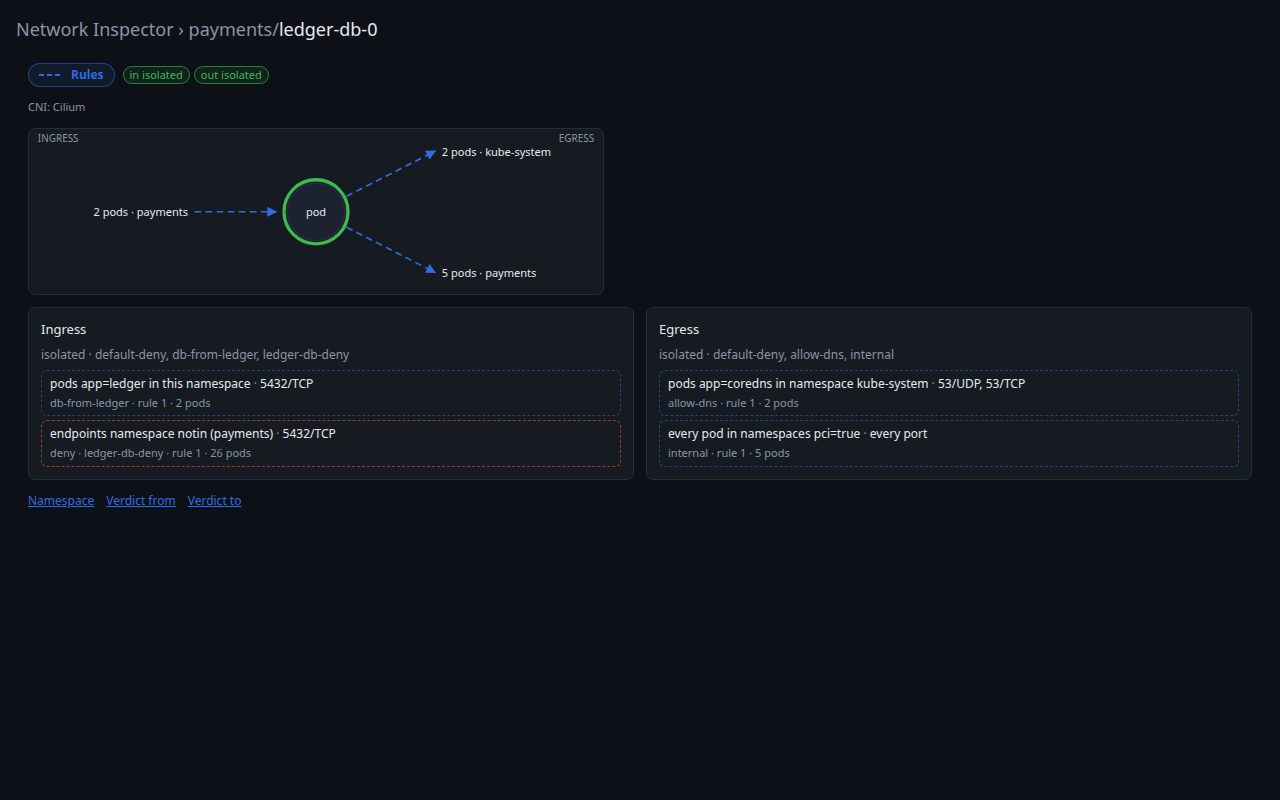 Network Inspector › payments/ledger-db-0
Rules in isolated out isolated
CNI: Cilium
INGRESS EGRESS
2 pods · kube-system
2 pods · payments
pod
5 pods · payments
Ingress
isolated · default-deny, db-from-ledger, ledger-db-deny
pods app=ledger in this namespace · 5432/TCP
db-from-ledger · rule 1 · 2 pods
endpoints namespace notin (payments) · 5432/TCP
deny · ledger-db-deny · rule 1 · 26 pods
Egress
isolated · default-deny, allow-dns, internal
pods app=coredns in namespace kube-system · 53/UDP, 53/TCP
allow-dns · rule 1 · 2 pods
every pod in namespaces pci=true · every port
internal · rule 1 · 5 pods
Namespace Verdict from Verdict to